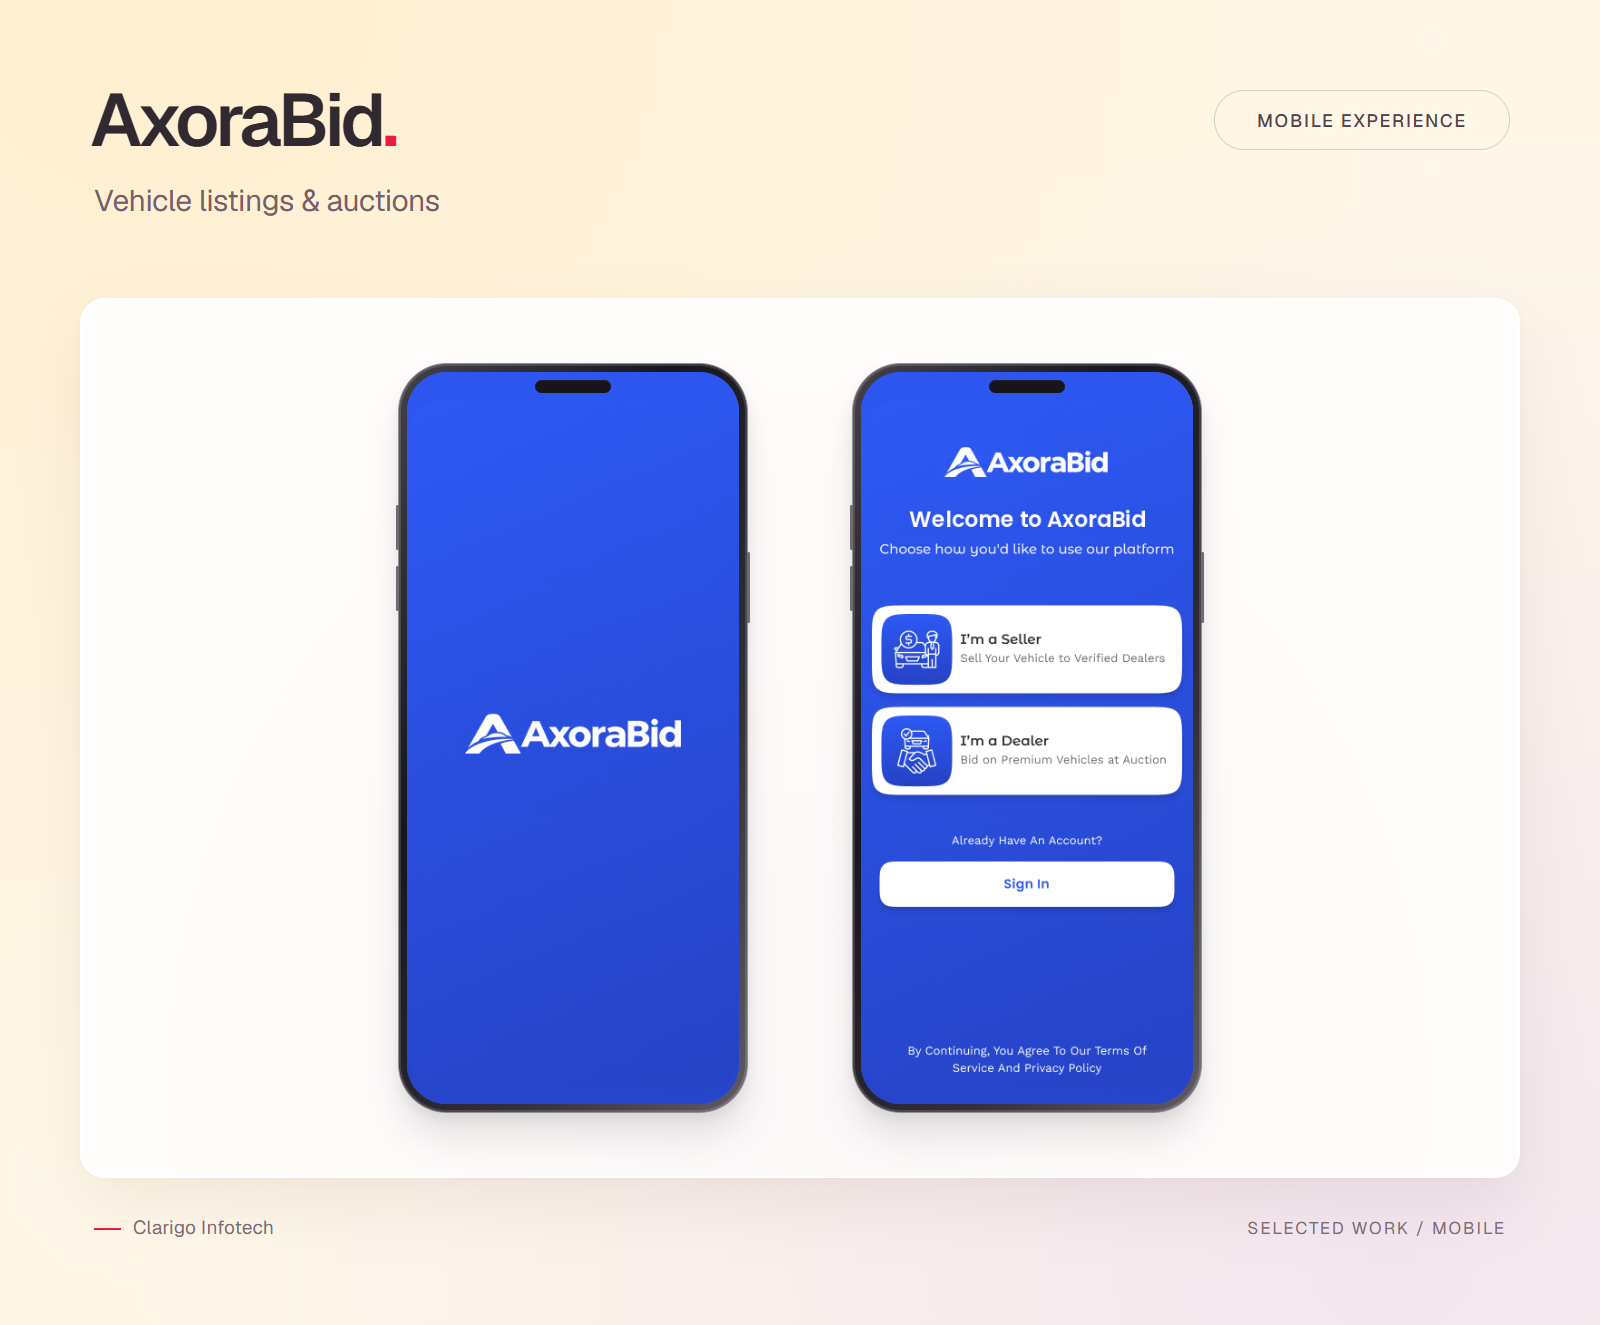 AxoraBid.
MOBILE EXPERIENCE
Vehicle listings & auctions
AxoraBid
AxoraBid
Welcome to AxoraBid
Choose how you'd like to use our platform
$
I'm a Seller
Sell Your Vehicle to Verified Dealers
I'm a Dealer
Bid on Premium Vehicles at Auction
Already Have An Account?
Sign In
By Continuing, You Agree To Our Terms Of
Service And Privacy Policy
Clarigo Infotech
SELECTED WORK / MOBILE